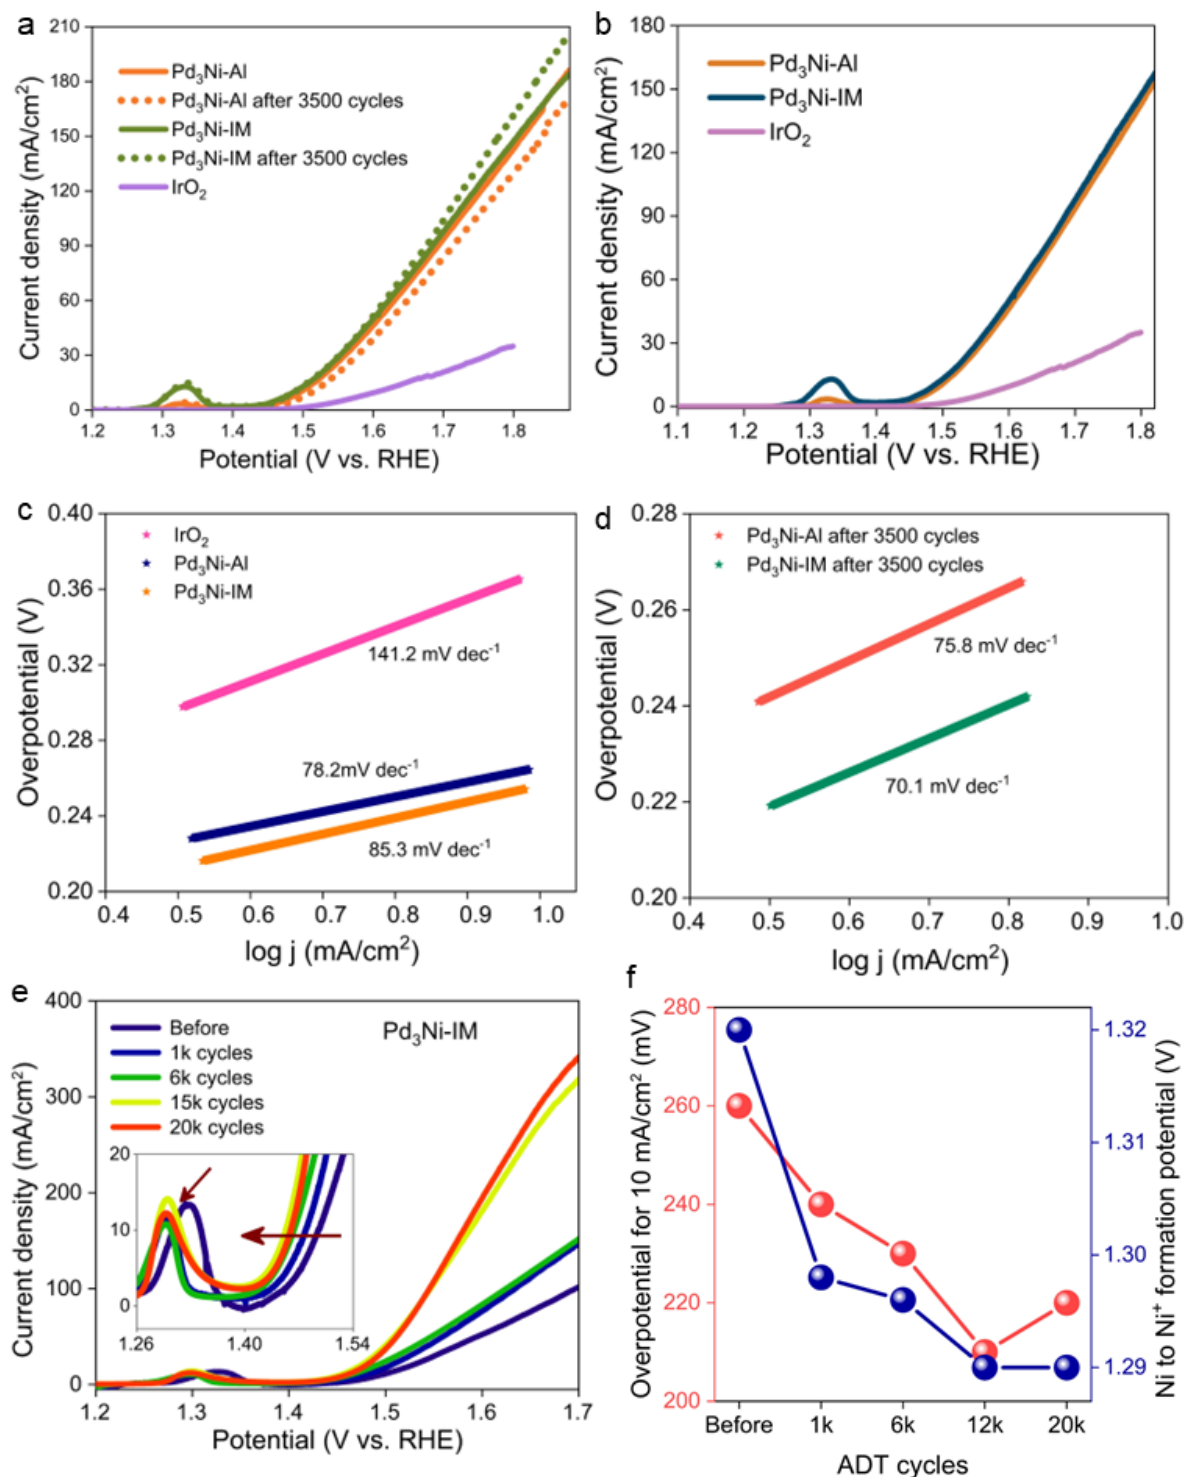 a
210
180
150
120
90
60
30
0
Current density (mA/cm²)
Pd₃Ni-Al
Pd₃Ni-Al after 3500 cycles
Pd₃Ni-IM
Pd₃Ni-IM after 3500 cycles
IrO₂
1.2 1.3 1.4 1.5 1.6 1.7 1.8
Potential (V vs. RHE)
b
180
150
120
90
60
30
0
Current density (mA/cm²)
Pd₃Ni-Al
Pd₃Ni-IM
IrO₂
1.1 1.2 1.3 1.4 1.5 1.6 1.7 1.8
Potential (V vs. RHE)
c
0.40
0.36
0.32
0.28
0.24
0.20
Overpotential (V)
IrO₂
Pd₃Ni-Al
Pd₃Ni-IM
141.2 mV dec⁻¹
78.2mV dec⁻¹
85.3 mV dec⁻¹
0.4 0.5 0.6 0.7 0.8 0.9 1.0
log j (mA/cm²)
d
0.28
0.26
0.24
0.22
0.20
Overpotential (V)
Pd₃Ni-Al after 3500 cycles
Pd₃Ni-IM after 3500 cycles
75.8 mV dec⁻¹
70.1 mV dec⁻¹
0.4 0.5 0.6 0.7 0.8 0.9 1.0
log j (mA/cm²)
e
400
300
200
100
0
Current density (mA/cm²)
Before
1k cycles
6k cycles
15k cycles
20k cycles
Pd₃Ni-IM
20
10
0
1.26 1.40 1.54
1.2 1.3 1.4 1.5 1.6 1.7
Potential (V vs. RHE)
f
280
260
240
220
200
Overpotential for 10 mA/cm² (mV)
1.32
1.31
1.30
1.29
Ni to Ni⁺ formation potential (V)
Before 1k 6k 12k 20k
ADT cycles